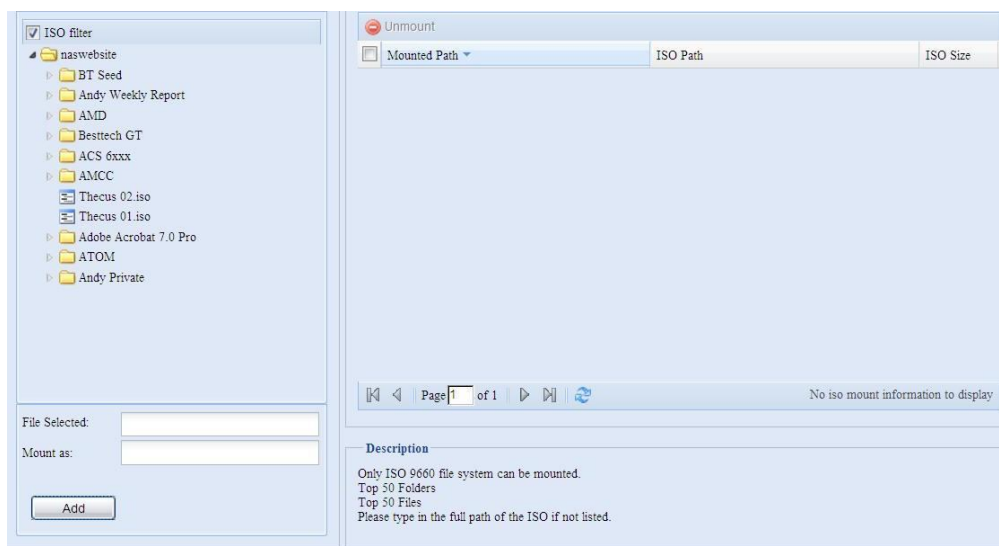 ISO filter
naswebsite
BT Seed
Andy Weekly Report
AMD
Besttech GT
ACS 6xxx
AMCC
Thecus 02.iso
Thecus 01.iso
Adobe Acrobat 7.0 Pro
ATOM
Andy Private
File Selected:
Mount as:
Add
Unmount
Mounted Path ISO Path ISO Size
Page 1 of 1 No iso mount information to display
Description
Only ISO 9660 file system can be mounted.
Top 50 Folders
Top 50 Files
Please type in the full path of the ISO if not listed.